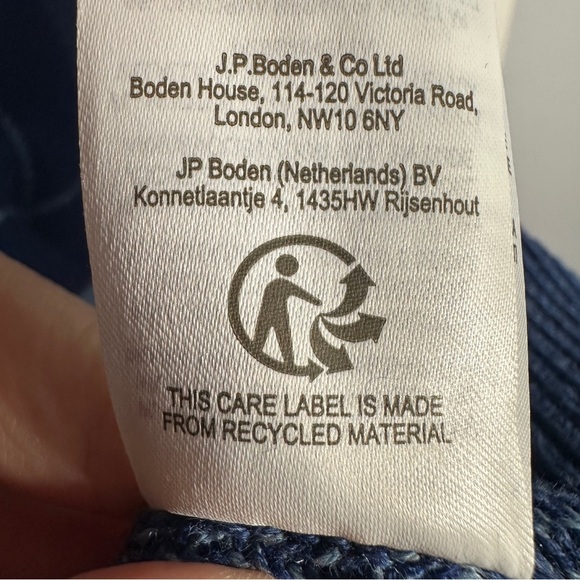 J.P.Boden & Co Ltd
Boden House, 114-120 Victoria Road,
London, NW10 6NY
JP Boden (Netherlands) BV
Konnetlaantje 4, 1435HW Rijsenhout
THIS CARE LABEL IS MADE
FROM RECYCLED MATERIAL